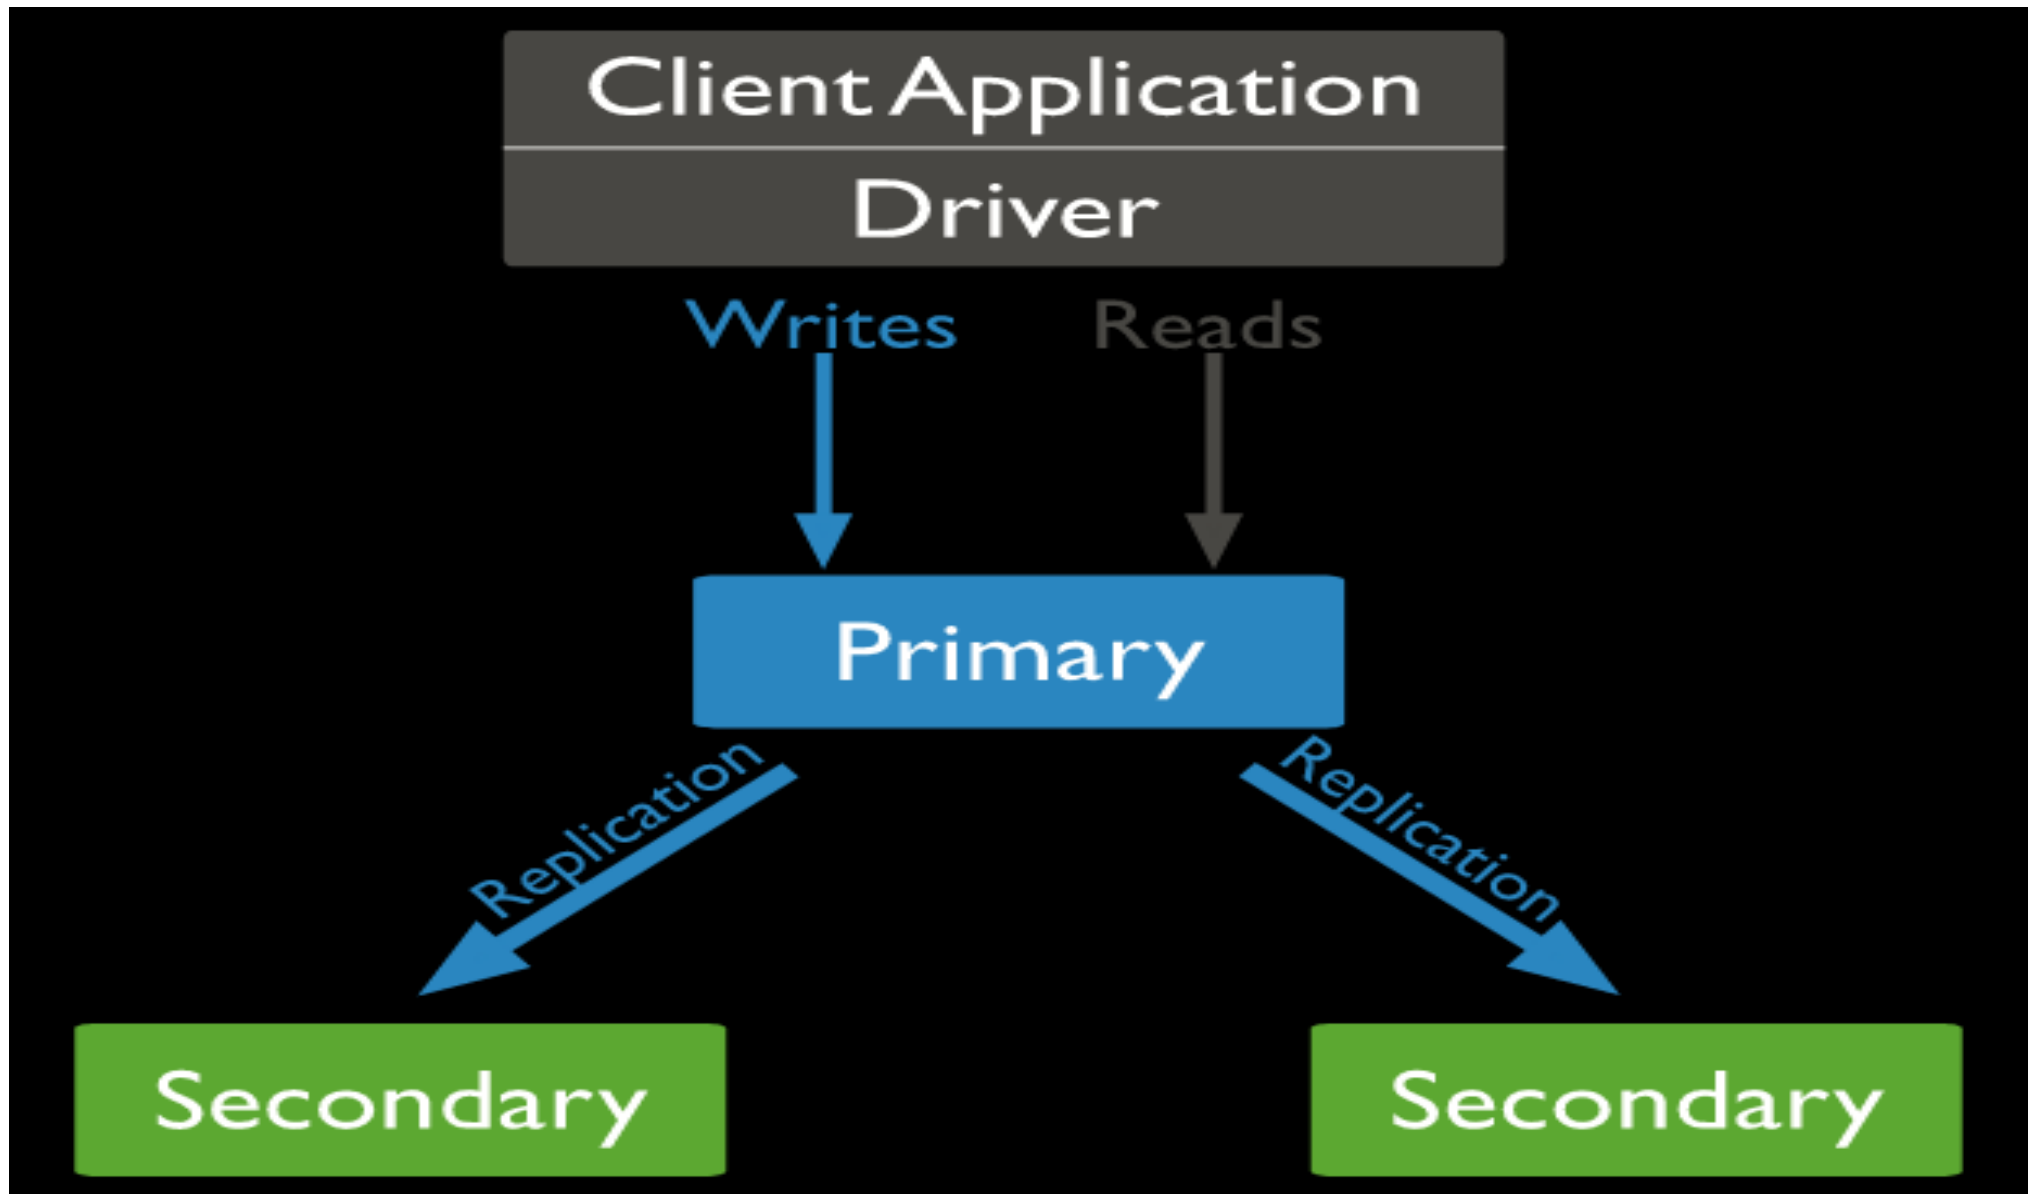 Client Application
Driver
Writes
Reads
Primary
Replication
Replication
Secondary
Secondary